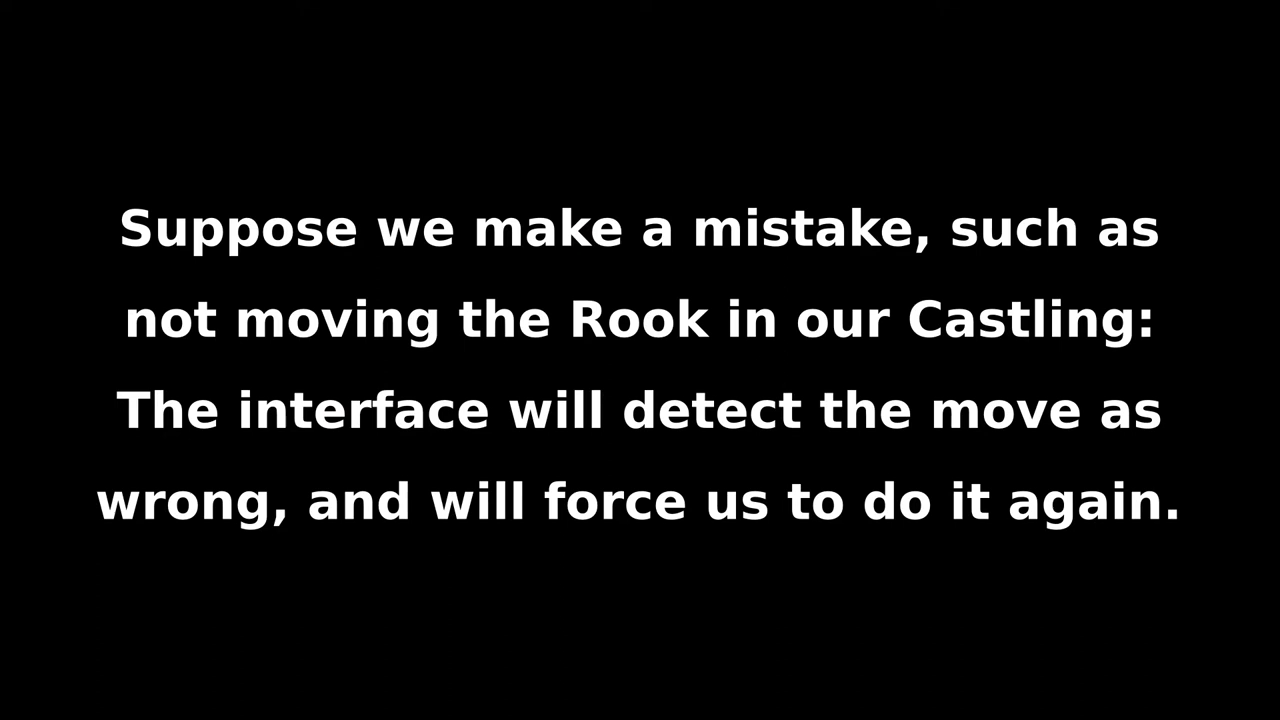 Suppose we make a mistake, such as
not moving the Rook in our Castling:
The interface will detect the move as
wrong, and will force us to do it again.